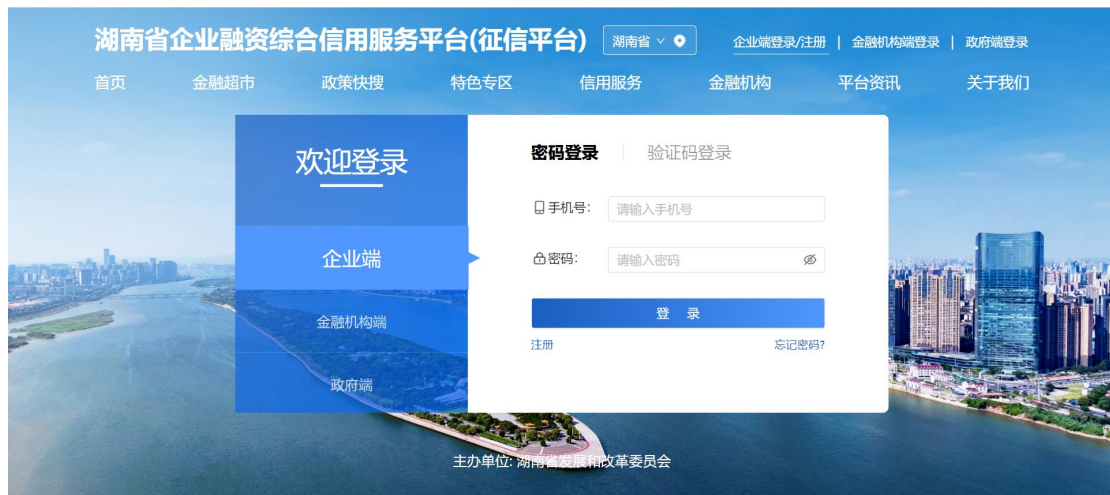 湖南省企业融资综合信用服务平台(征信平台) 湖南省 企业端登录/注册 | 金融机构端登录 | 政府端登录
首页 金融超市 政策快搜 特色专区 信用服务 金融机构 平台资讯 关于我们
欢迎登录
企业端
金融机构端
政府端
密码登录 验证码登录
手机号： 请输入手机号
密码： 请输入密码
登 录
注册 忘记密码?
主办单位: 湖南省发展和改革委员会